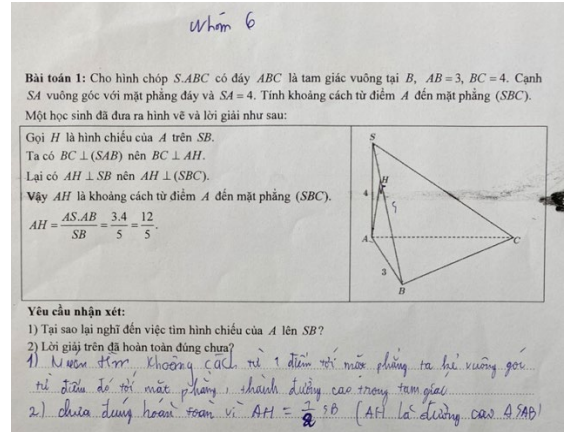 Nhóm 6
Bài toán 1: Cho hình chóp S.ABC có đáy ABC là tam giác vuông tại B, AB = 3, BC = 4. Cạnh
SA vuông góc với mặt phẳng đáy và SA = 4. Tính khoảng cách từ điểm A đến mặt phẳng (SBC).
Một học sinh đã đưa ra hình vẽ và lời giải như sau:
Gọi H là hình chiếu của A trên SB.
Ta có BC ⊥ (SAB) nên BC ⊥ AH.
Lại có AH ⊥ SB nên AH ⊥ (SBC).
Vậy AH là khoảng cách từ điểm A đến mặt phẳng (SBC).
AH = AS.AB/SB = 3.4/5 = 12/5.
S
H
4
5
A
C
3
B
Yêu cầu nhận xét:
1) Tại sao lại nghĩ đến việc tìm hình chiếu của A lên SB?
2) Lời giải trên đã hoàn toàn đúng chưa?
1) Muốn tìm khoảng cách từ 1 điểm tới mặt phẳng ta kẻ vuông góc
từ điểm đó tới mặt phẳng, thành đường cao trong tam giác
2) chưa đúng hoàn toàn vì AH = 1/2 SB (AH là đường cao ΔSAB)